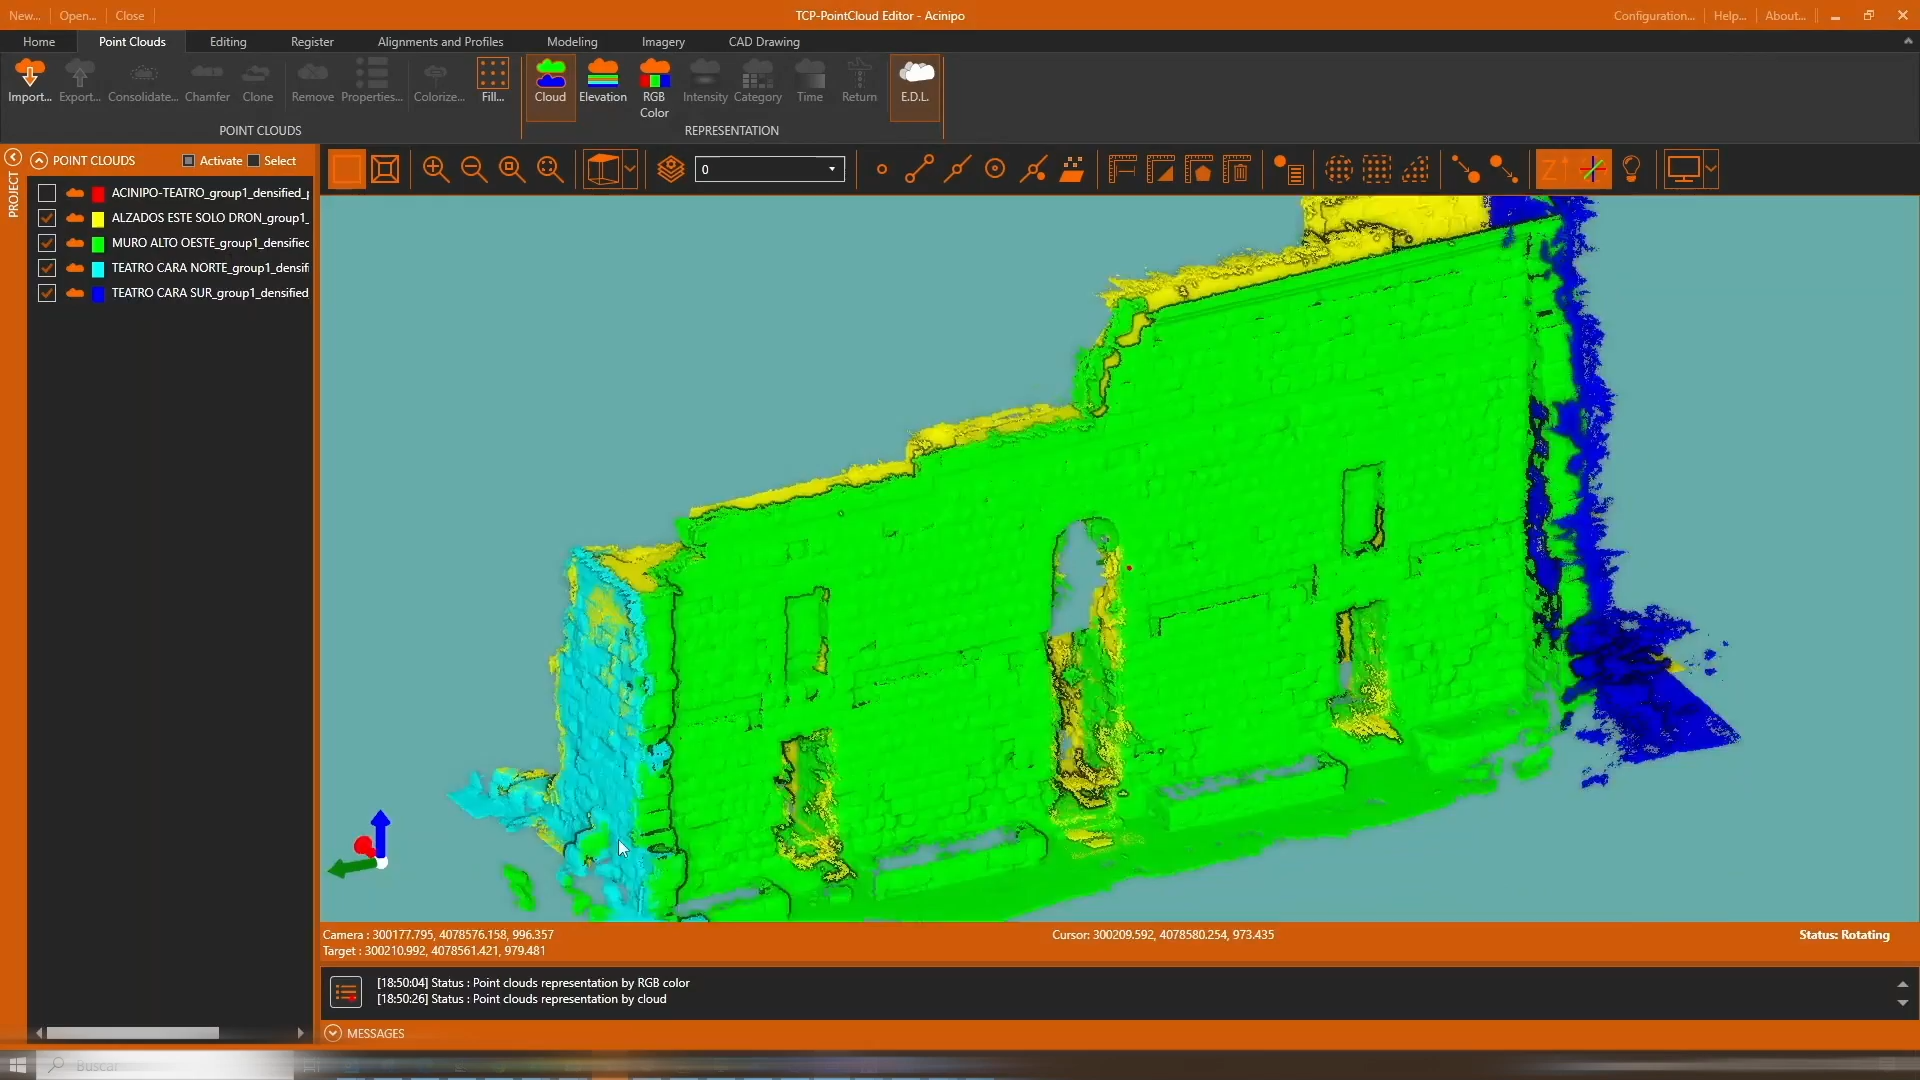 New... Open... Close TCP-PointCloud Editor - Acinipo Configuration... Help... About...
Home Point Clouds Editing Register Alignments and Profiles Modeling Imagery CAD Drawing
Import... Export... Consolidate... Chamfer Clone Remove Properties... Colorize... Fill... Cloud Elevation RGB Color Intensity Category Time Return E.D.L.
POINT CLOUDS REPRESENTATION
PROJECT
POINT CLOUDS Activate Select
0
Z
ACINIPO-TEATRO_group1_densified_
ALZADOS ESTE SOLO DRON_group1_
MURO ALTO OESTE_group1_densified
TEATRO CARA NORTE_group1_densif
TEATRO CARA SUR_group1_densified
Camera : 300177.795, 4078576.158, 996.357 Cursor: 300209.592, 4078580.254, 973.435 Status: Rotating
Target : 300210.992, 4078561.421, 979.481
[18:50:04] Status : Point clouds representation by RGB color
[18:50:26] Status : Point clouds representation by cloud
MESSAGES
Buscar